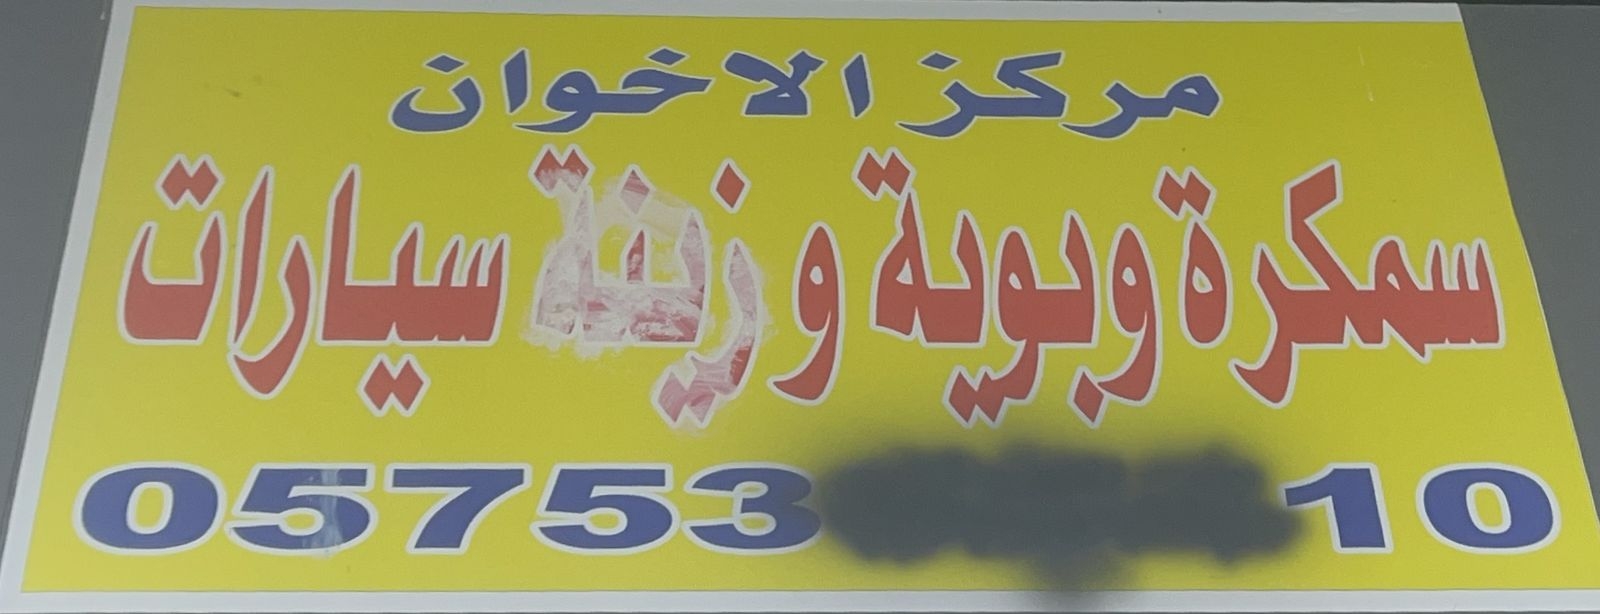 مركز الاخوان
سمكرة وبوية و زينة سيارات
05753 10